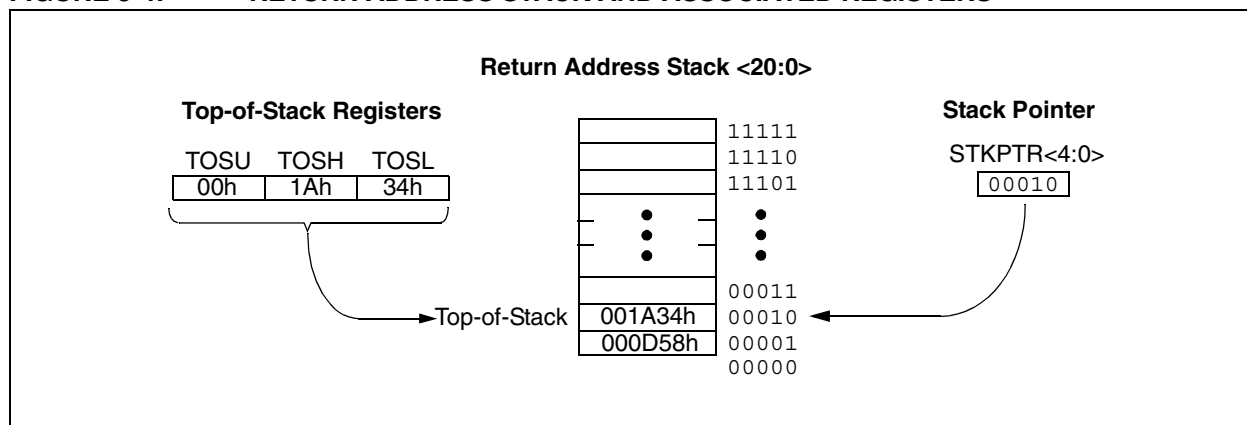 Return Address Stack <20:0>
Top-of-Stack Registers
Stack Pointer
TOSU TOSH TOSL
STKPTR<4:0>
00h 1Ah 34h
00010
11111
11110
11101
00011
Top-of-Stack 001A34h 00010
000D58h 00001
00000